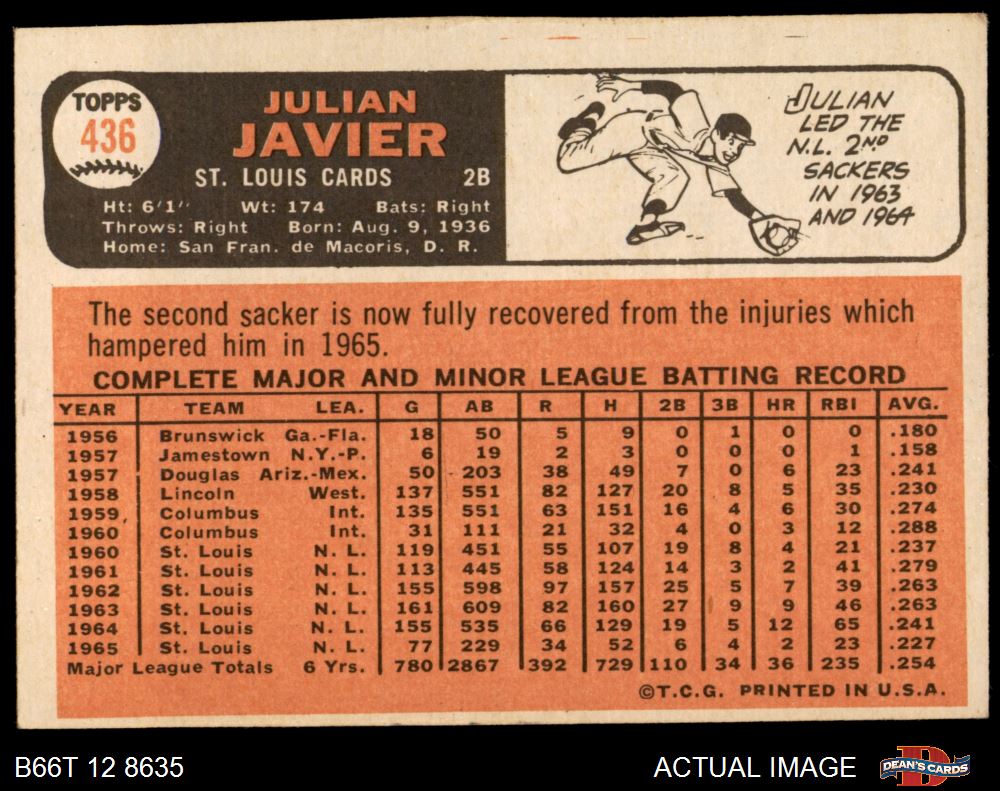 TOPPS
436
JULIAN
JAVIER
ST. LOUIS CARDS 2B
Ht: 6'1" Wt: 174 Bats: Right
Throws: Right Born: Aug. 9, 1936
Home: San Fran. de Macoris, D. R.
JULIAN
LED THE
N.L. 2ND
SACKERS
IN 1963
AND 1964
The second sacker is now fully recovered from the injuries which
hampered him in 1965.
COMPLETE MAJOR AND MINOR LEAGUE BATTING RECORD
YEAR TEAM LEA. G AB R H 2B 3B HR RBI AVG.
1956 Brunswick Ga.-Fla. 18 50 5 9 0 1 0 0 .180
1957 Jamestown N.Y.-P. 6 19 2 3 0 0 0 1 .158
1957 Douglas Ariz.-Mex. 50 203 38 49 7 0 6 23 .241
1958 Lincoln West. 137 551 82 127 20 8 5 35 .230
1959 Columbus Int. 135 551 63 151 16 4 6 30 .274
1960 Columbus Int. 31 111 21 32 4 0 3 12 .288
1960 St. Louis N. L. 119 451 55 107 19 8 4 21 .237
1961 St. Louis N. L. 113 445 58 124 14 3 2 41 .279
1962 St. Louis N. L. 155 598 97 157 25 5 7 39 .263
1963 St. Louis N. L. 161 609 82 160 27 9 9 46 .263
1964 St. Louis N. L. 155 535 66 129 19 5 12 65 .241
1965 St. Louis N. L. 77 229 34 52 6 4 2 23 .227
Major League Totals 6 Yrs. 780 2867 392 729 110 34 36 235 .254
©T.C.G. PRINTED IN U.S.A.
B66T 12 8635
ACTUAL IMAGE
D
DEAN'S CARDS